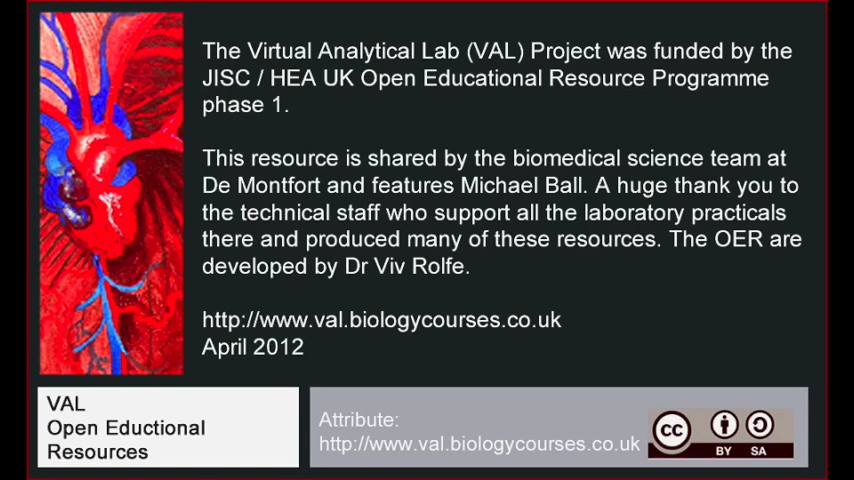 The Virtual Analytical Lab (VAL) Project was funded by the
JISC / HEA UK Open Educational Resource Programme
phase 1.
This resource is shared by the biomedical science team at
De Montfort and features Michael Ball. A huge thank you to
the technical staff who support all the laboratory practicals
there and produced many of these resources. The OER are
developed by Dr Viv Rolfe.
http://www.val.biologycourses.co.uk
April 2012
VAL
Open Eductional
Resources
Attribute:
http://www.val.biologycourses.co.uk
cc
BY SA